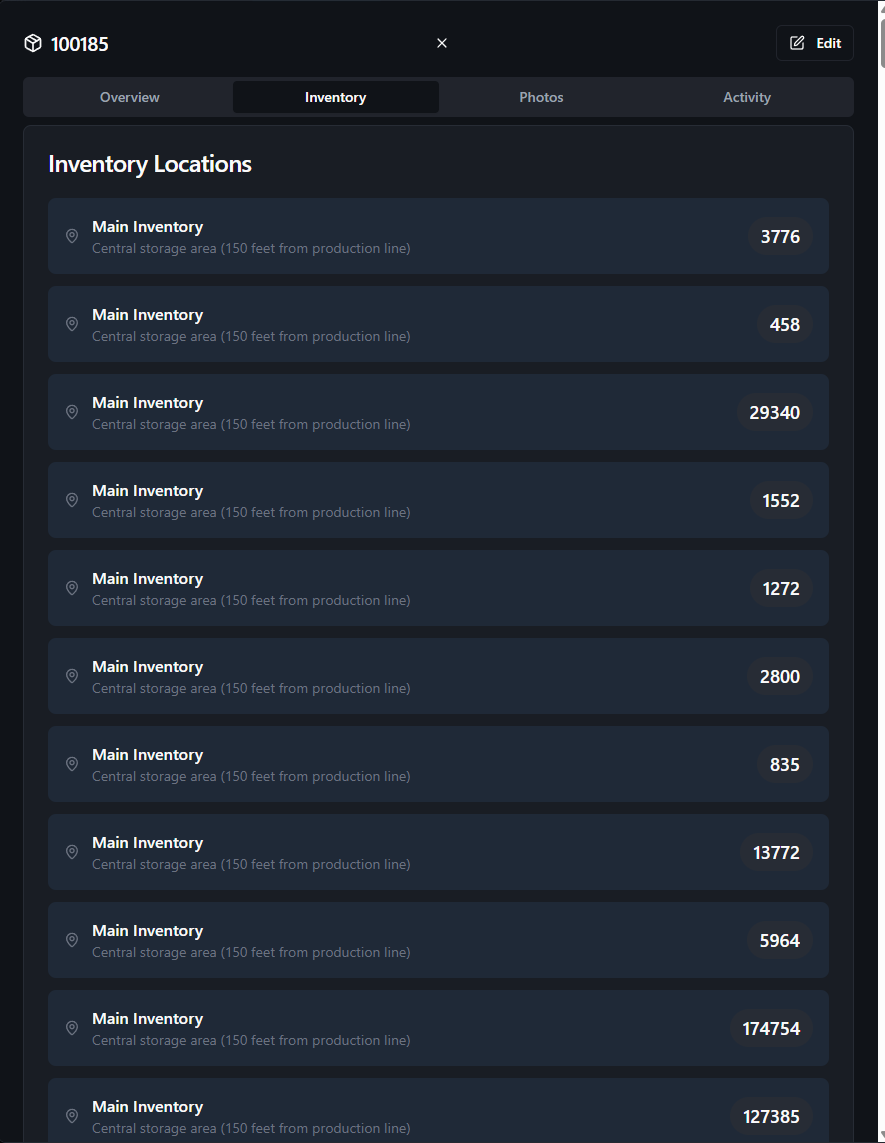 100185
Edit
Overview Inventory Photos Activity
Inventory Locations
Main Inventory
Central storage area (150 feet from production line)
3776
Main Inventory
Central storage area (150 feet from production line)
458
Main Inventory
Central storage area (150 feet from production line)
29340
Main Inventory
Central storage area (150 feet from production line)
1552
Main Inventory
Central storage area (150 feet from production line)
1272
Main Inventory
Central storage area (150 feet from production line)
2800
Main Inventory
Central storage area (150 feet from production line)
835
Main Inventory
Central storage area (150 feet from production line)
13772
Main Inventory
Central storage area (150 feet from production line)
5964
Main Inventory
Central storage area (150 feet from production line)
174754
Main Inventory
Central storage area (150 feet from production line)
127385